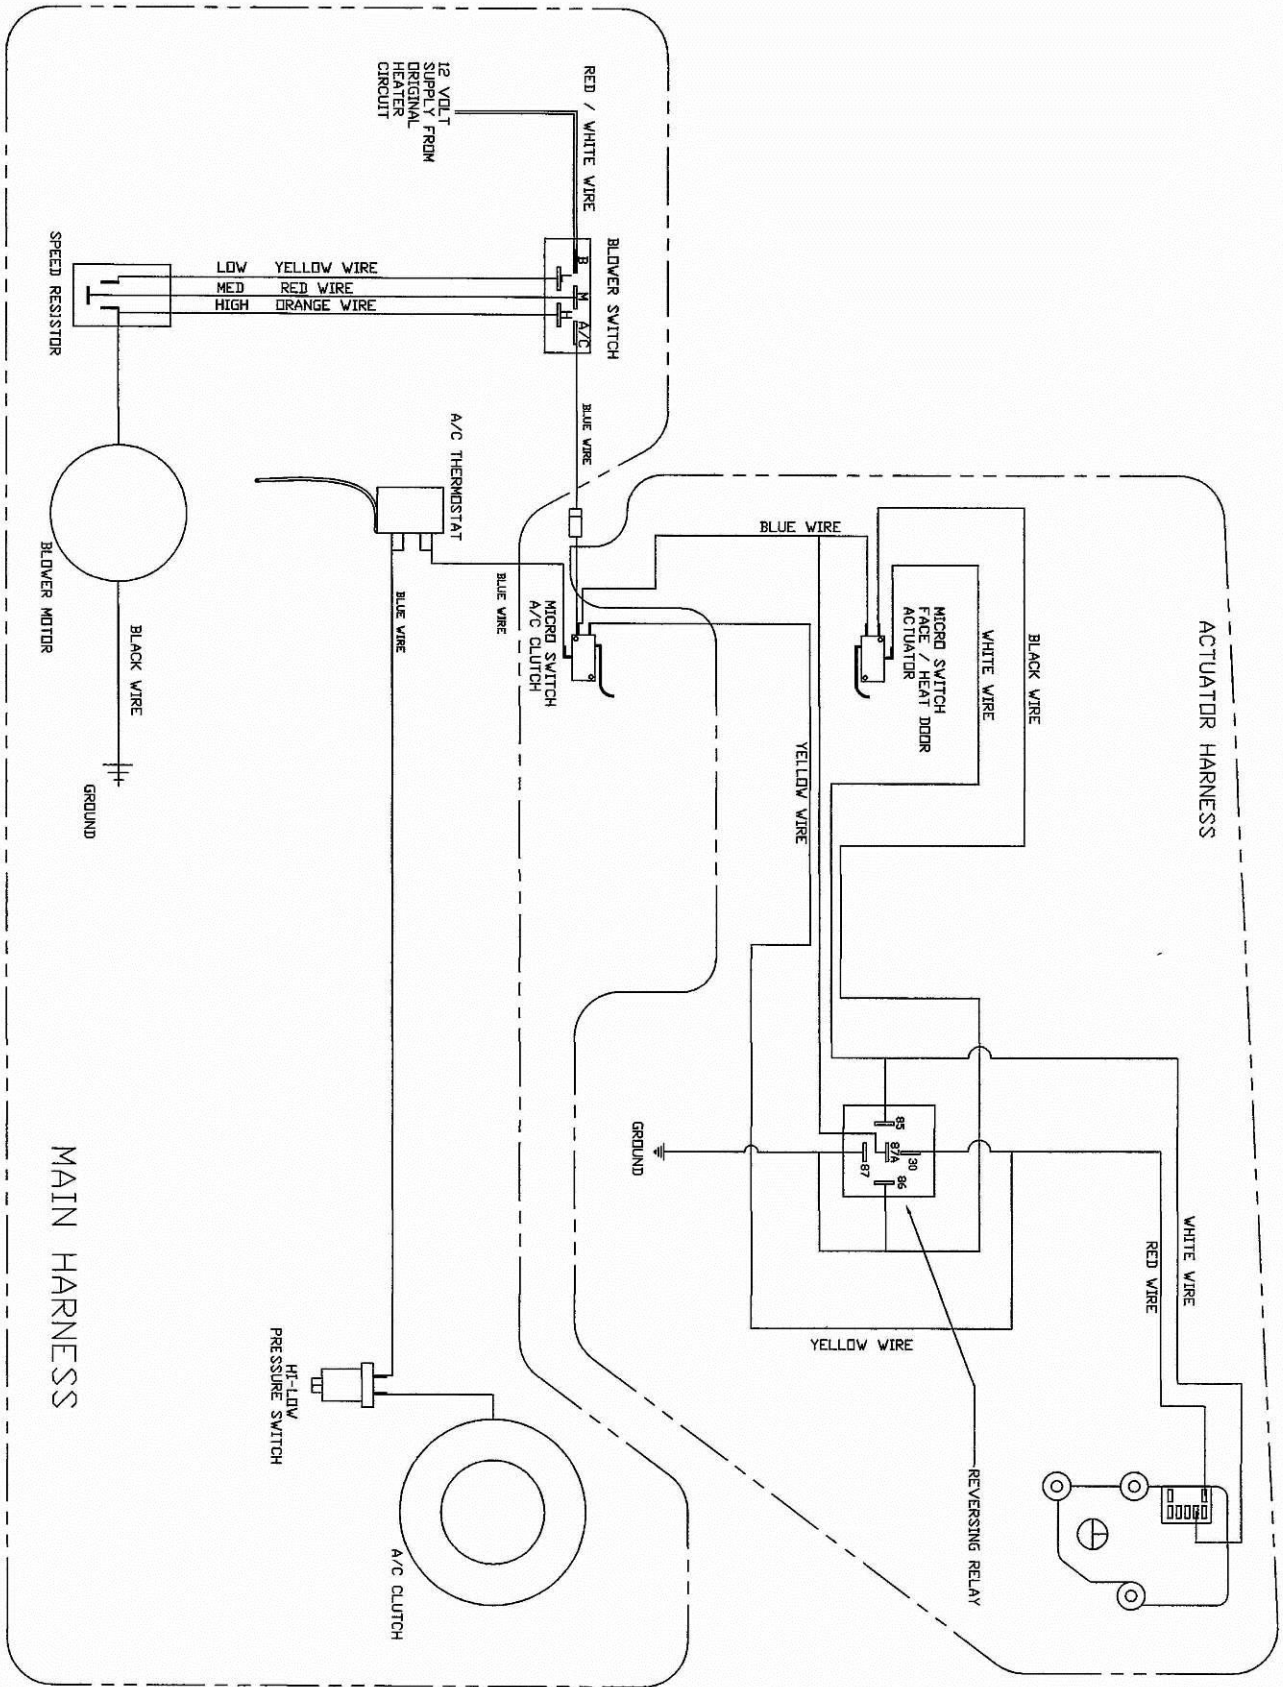 RED / WHITE WIRE
12 VOLT
SUPPLY FROM
ORIGINAL
HEATER
CIRCUIT
BLOWER SWITCH
B
M
H
A/C
LOW YELLOW WIRE
MED RED WIRE
HIGH ORANGE WIRE
SPEED RESISTOR
BLOWER MOTOR
BLACK WIRE
GROUND
BLUE WIRE
A/C THERMOSTAT
BLUE WIRE
BLUE WIRE
MICRO SWITCH
A/C CLUTCH
BLUE WIRE
MICRO SWITCH
FACE / HEAT DOOR
ACTUATOR
WHITE WIRE
BLACK WIRE
ACTUATOR HARNESS
YELLOW WIRE
GROUND
85
87A
30
87
86
YELLOW WIRE
WHITE WIRE
RED WIRE
REVERSING RELAY
HI-LOW
PRESSURE SWITCH
A/C CLUTCH
MAIN HARNESS